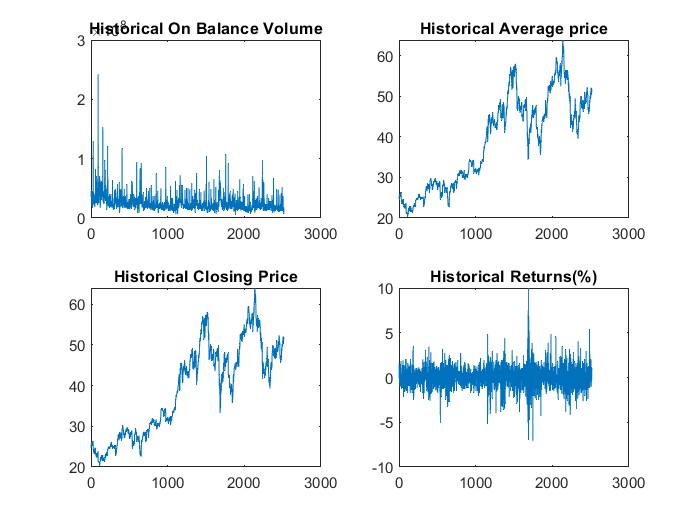 Historical On Balance Volume
3
2
1
0
0 1000 2000 3000
Historical Average price
60
50
40
30
20
0 1000 2000 3000
Historical Closing Price
60
50
40
30
20
0 1000 2000 3000
Historical Returns(%)
10
5
0
-5
-10
0 1000 2000 3000